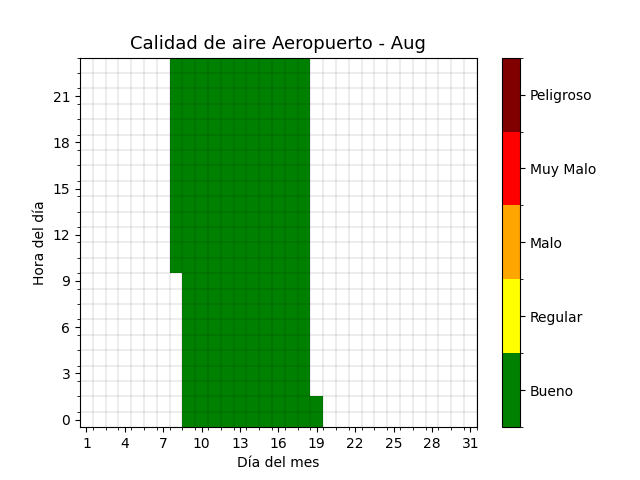 Calidad de aire Aeropuerto - Aug
21
18
15
12
9
6
3
0
Hora del día
1 4 7 10 13 16 19 22 25 28 31
Día del mes
Peligroso
Muy Malo
Malo
Regular
Bueno